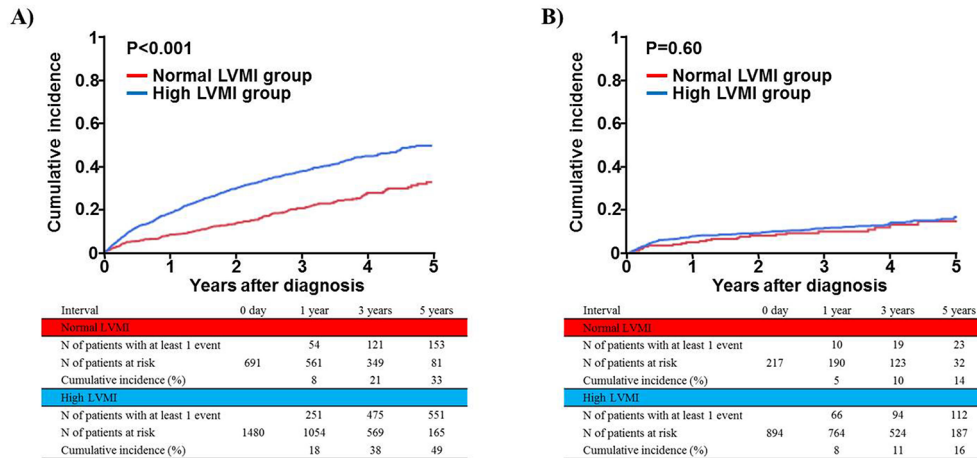 A)
P<0.001
Normal LVMI group
High LVMI group
Cumulative incidence
1
0.8
0.6
0.4
0.2
0
0 1 2 3 4 5
Years after diagnosis
Interval 0 day 1 year 3 years 5 years
Normal LVMI
N of patients with at least 1 event 54 121 153
N of patients at risk 691 561 349 81
Cumulative incidence (%) 8 21 33
High LVMI
N of patients with at least 1 event 251 475 551
N of patients at risk 1480 1054 569 165
Cumulative incidence (%) 18 38 49
B)
P=0.60
Normal LVMI group
High LVMI group
Cumulative incidence
1
0.8
0.6
0.4
0.2
0
0 1 2 3 4 5
Years after diagnosis
Interval 0 day 1 year 3 years 5 years
Normal LVMI
N of patients with at least 1 event 10 19 23
N of patients at risk 217 190 123 32
Cumulative incidence (%) 5 10 14
High LVMI
N of patients with at least 1 event 66 94 112
N of patients at risk 894 764 524 187
Cumulative incidence (%) 8 11 16